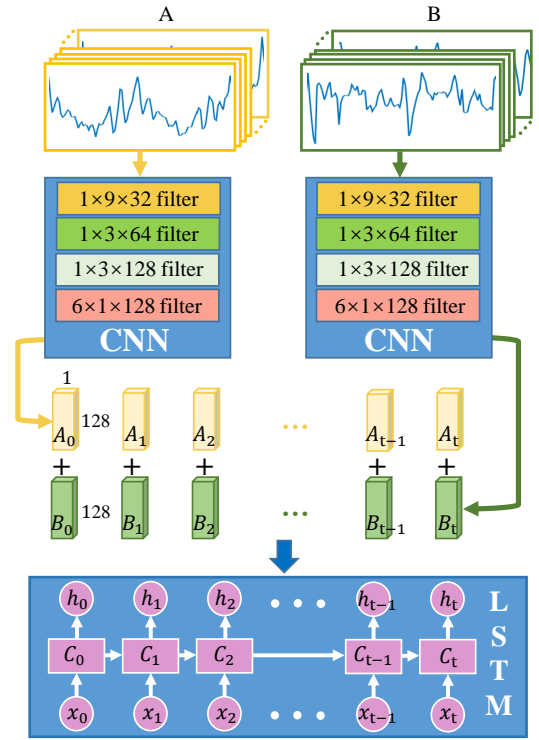 A B
1×9×32 filter 1×9×32 filter
1×3×64 filter 1×3×64 filter
1×3×128 filter 1×3×128 filter
6×1×128 filter 6×1×128 filter
CNN CNN
1
128
A₀ A₁ A₂ ... Aₜ₋₁ Aₜ
+ + + + +
128
B₀ B₁ B₂ ... Bₜ₋₁ Bₜ
h₀ h₁ h₂ ... hₜ₋₁ hₜ
C₀ C₁ C₂ Cₜ₋₁ Cₜ
x₀ x₁ x₂ ... xₜ₋₁ xₜ
L
S
T
M